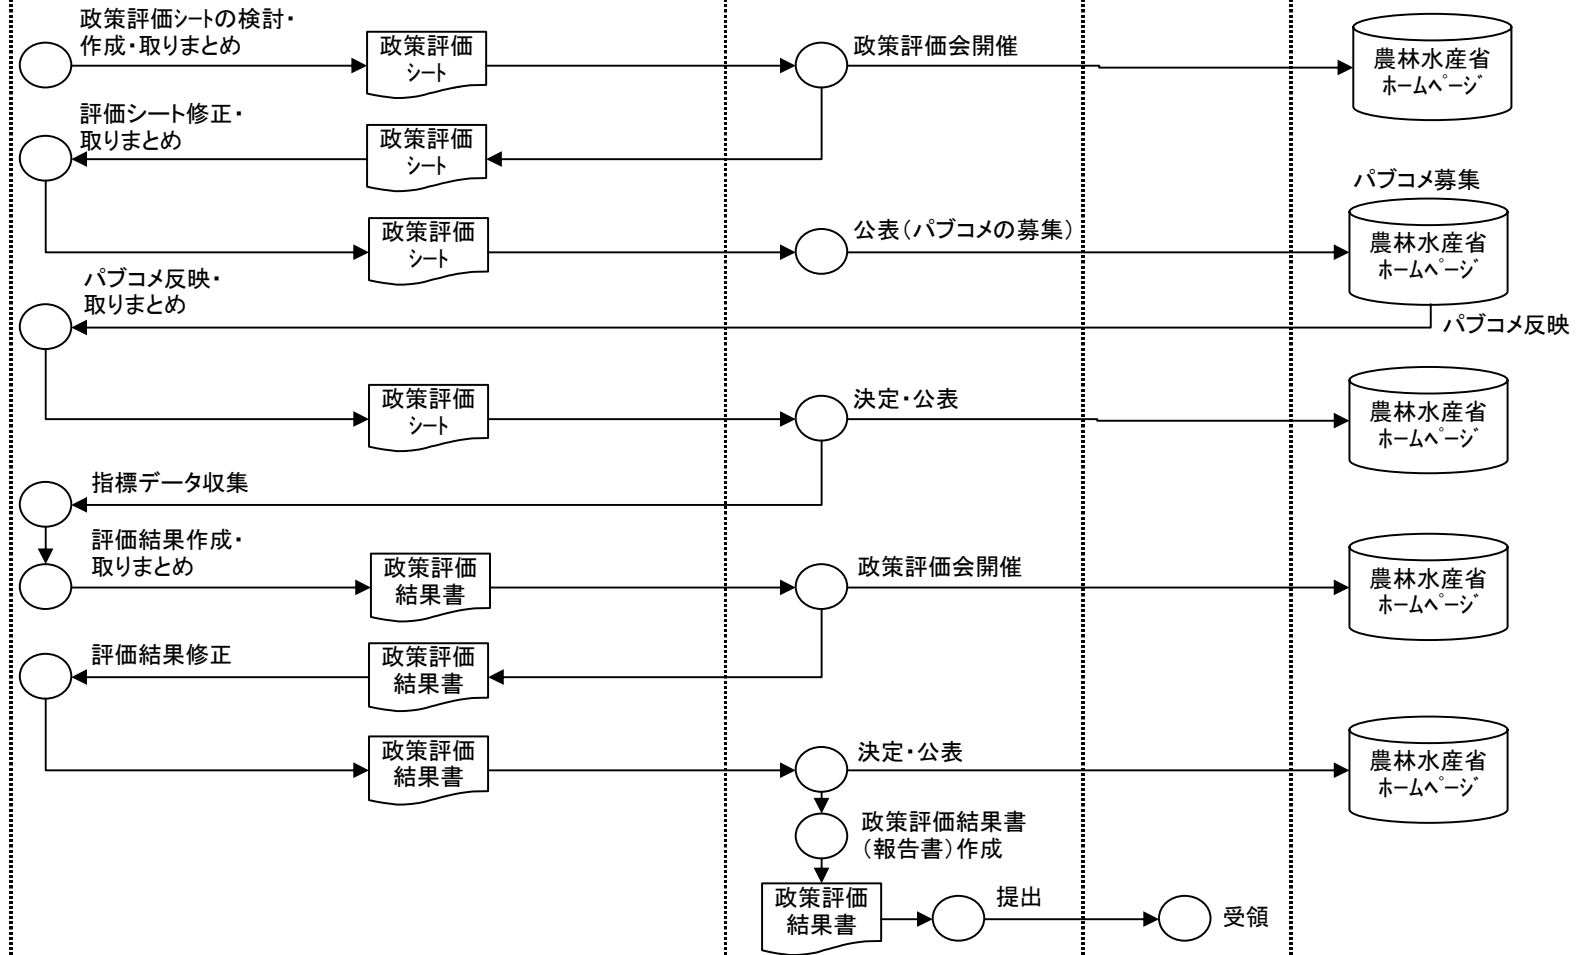 政策評価ｼｰﾄの検討・
作成・取りまとめ
政策評価
ｼｰﾄ
政策評価会開催
農林水産省
ﾎｰﾑﾍﾟｰｼﾞ
評価シート修正・
取りまとめ
政策評価
ｼｰﾄ
パブコメ募集
政策評価
ｼｰﾄ
公表（パブコメの募集）
農林水産省
ﾎｰﾑﾍﾟｰｼﾞ
パブコメ反映・
取りまとめ
パブコメ反映
政策評価
ｼｰﾄ
決定・公表
農林水産省
ﾎｰﾑﾍﾟｰｼﾞ
指標データ収集
評価結果作成・
取りまとめ
政策評価
結果書
政策評価会開催
農林水産省
ﾎｰﾑﾍﾟｰｼﾞ
評価結果修正
政策評価
結果書
政策評価
結果書
決定・公表
農林水産省
ﾎｰﾑﾍﾟｰｼﾞ
政策評価結果書
（報告書）作成
政策評価
結果書
提出
受領